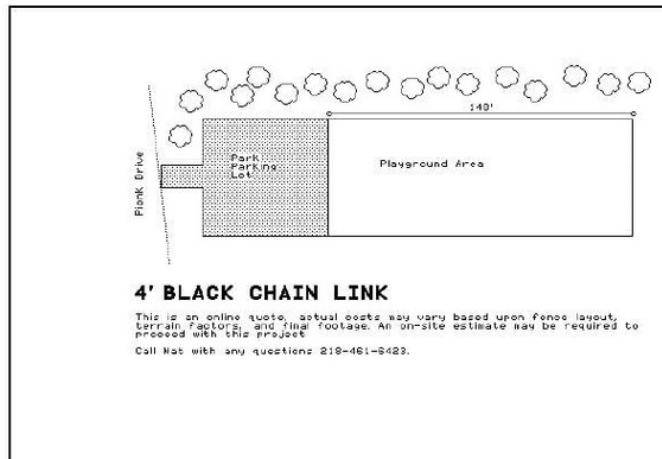 140'
Park
Parking
Lot
Playground Area
Pionk Drive
4' BLACK CHAIN LINK
This is an online quote, actual costs may vary based upon fence layout,
terrain factors, and final footage. An on-site estimate may be required to
proceed with this project
Call Nat with any questions 218-461-6423.